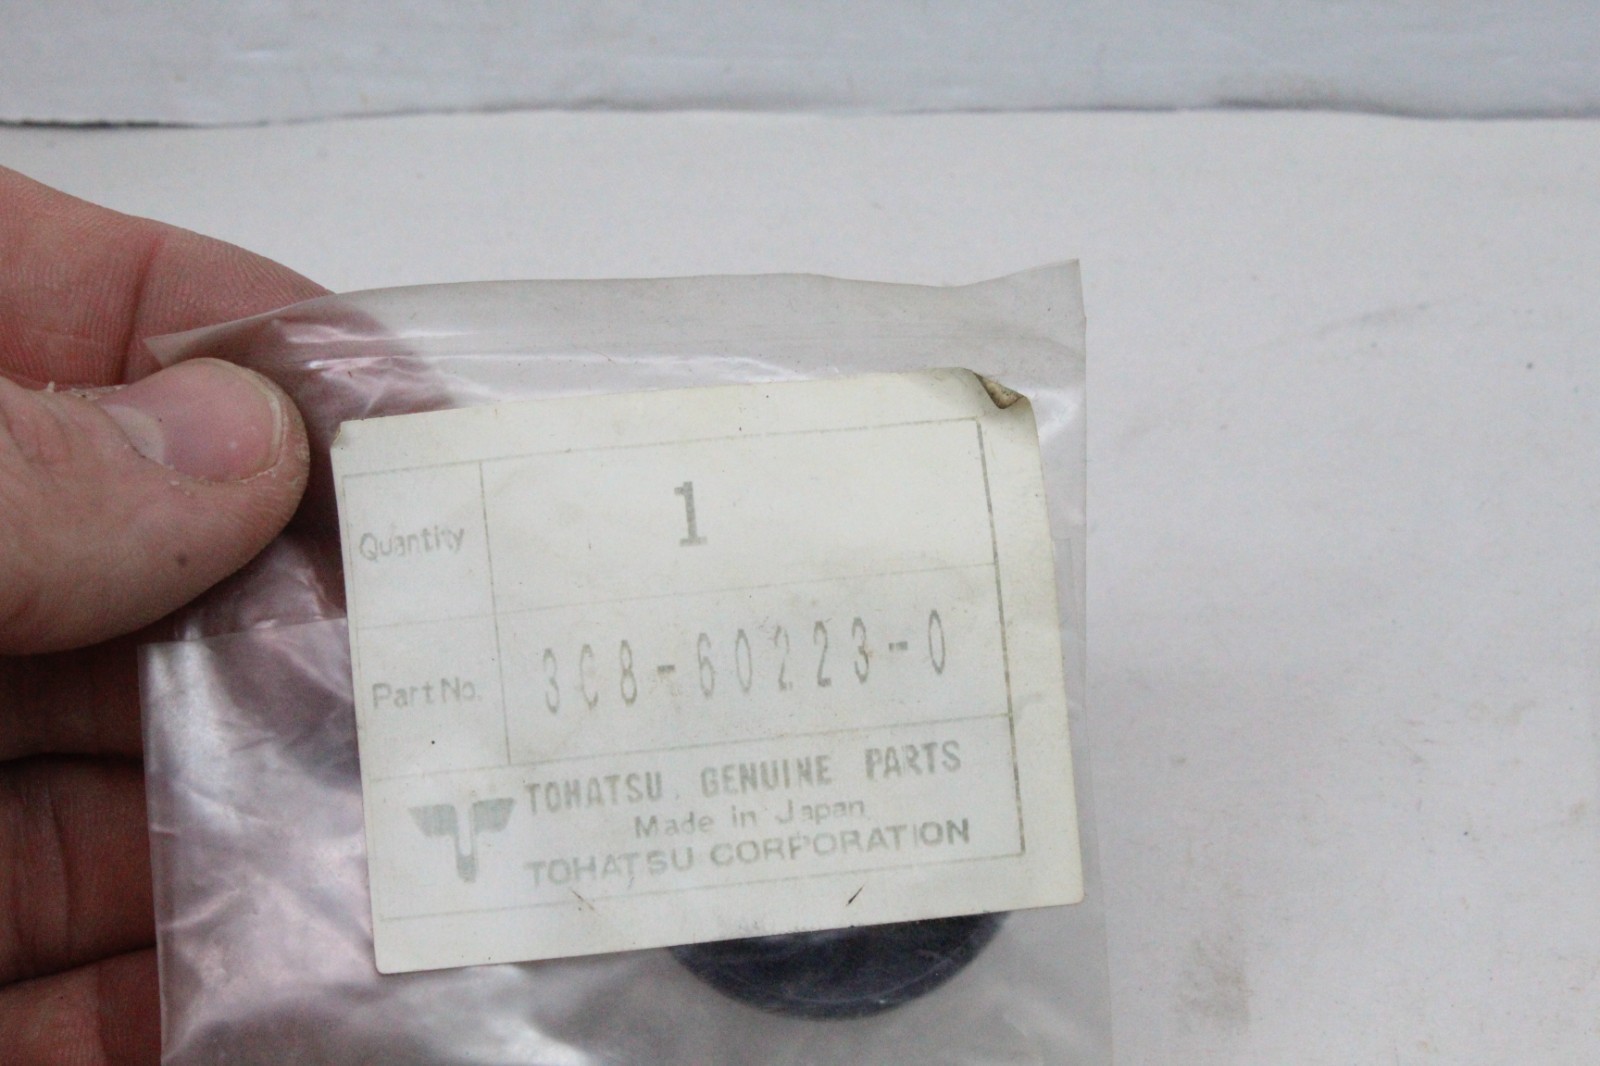 Quantity 1
Part No. 3C8-60223-0
TOHATSU GENUINE PARTS
Made in Japan
TOHATSU CORPORATION